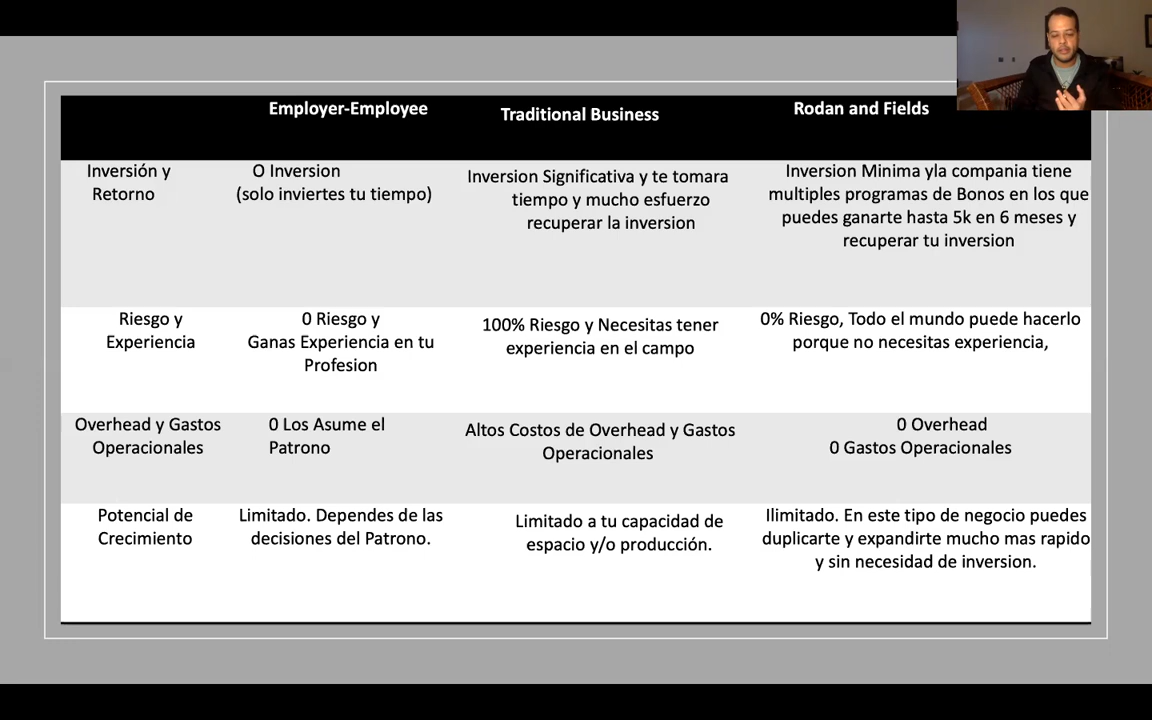 Employer-Employee
Traditional Business
Rodan and Fields
Inversión y
Retorno
O Inversion
(solo inviertes tu tiempo)
Inversion Significativa y te tomara
tiempo y mucho esfuerzo
recuperar la inversion
Inversion Minima yla compania tiene
multiples programas de Bonos en los que
puedes ganarte hasta 5k en 6 meses y
recuperar tu inversion
Riesgo y
Experiencia
0 Riesgo y
Ganas Experiencia en tu
Profesion
100% Riesgo y Necesitas tener
experiencia en el campo
0% Riesgo, Todo el mundo puede hacerlo
porque no necesitas experiencia,
Overhead y Gastos
Operacionales
0 Los Asume el
Patrono
Altos Costos de Overhead y Gastos
Operacionales
0 Overhead
0 Gastos Operacionales
Potencial de
Crecimiento
Limitado. Dependes de las
decisiones del Patrono.
Limitado a tu capacidad de
espacio y/o producción.
Ilimitado. En este tipo de negocio puedes
duplicarte y expandirte mucho mas rapido
y sin necesidad de inversion.